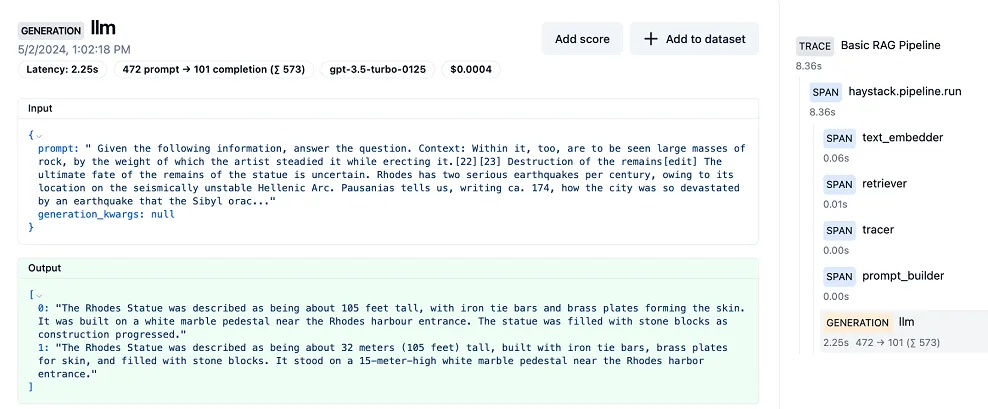 GENERATION llm
5/2/2024, 1:02:18 PM
Latency: 2.25s 472 prompt → 101 completion (∑ 573) gpt-3.5-turbo-0125 $0.0004
Add score + Add to dataset
Input
{
prompt: " Given the following information, answer the question. Context: Within it, too, are to be seen large masses of
rock, by the weight of which the artist steadied it while erecting it.[22][23] Destruction of the remains[edit] The
ultimate fate of the remains of the statue is uncertain. Rhodes has two serious earthquakes per century, owing to its
location on the seismically unstable Hellenic Arc. Pausanias tells us, writing ca. 174, how the city was so devastated
by an earthquake that the Sibyl orac..."
generation_kwargs: null
}
Output
[
0: "The Rhodes Statue was described as being about 105 feet tall, with iron tie bars and brass plates forming the skin.
It was built on a white marble pedestal near the Rhodes harbour entrance. The statue was filled with stone blocks as
construction progressed."
1: "The Rhodes Statue was described as being about 32 meters (105 feet) tall, built with iron tie bars, brass plates
for skin, and filled with stone blocks. It stood on a 15-meter-high white marble pedestal near the Rhodes harbor
entrance."
]
TRACE Basic RAG Pipeline
8.36s
SPAN haystack.pipeline.run
8.36s
SPAN text_embedder
0.06s
SPAN retriever
0.01s
SPAN tracer
0.00s
SPAN prompt_builder
0.00s
GENERATION llm
2.25s 472 → 101 (∑ 573)